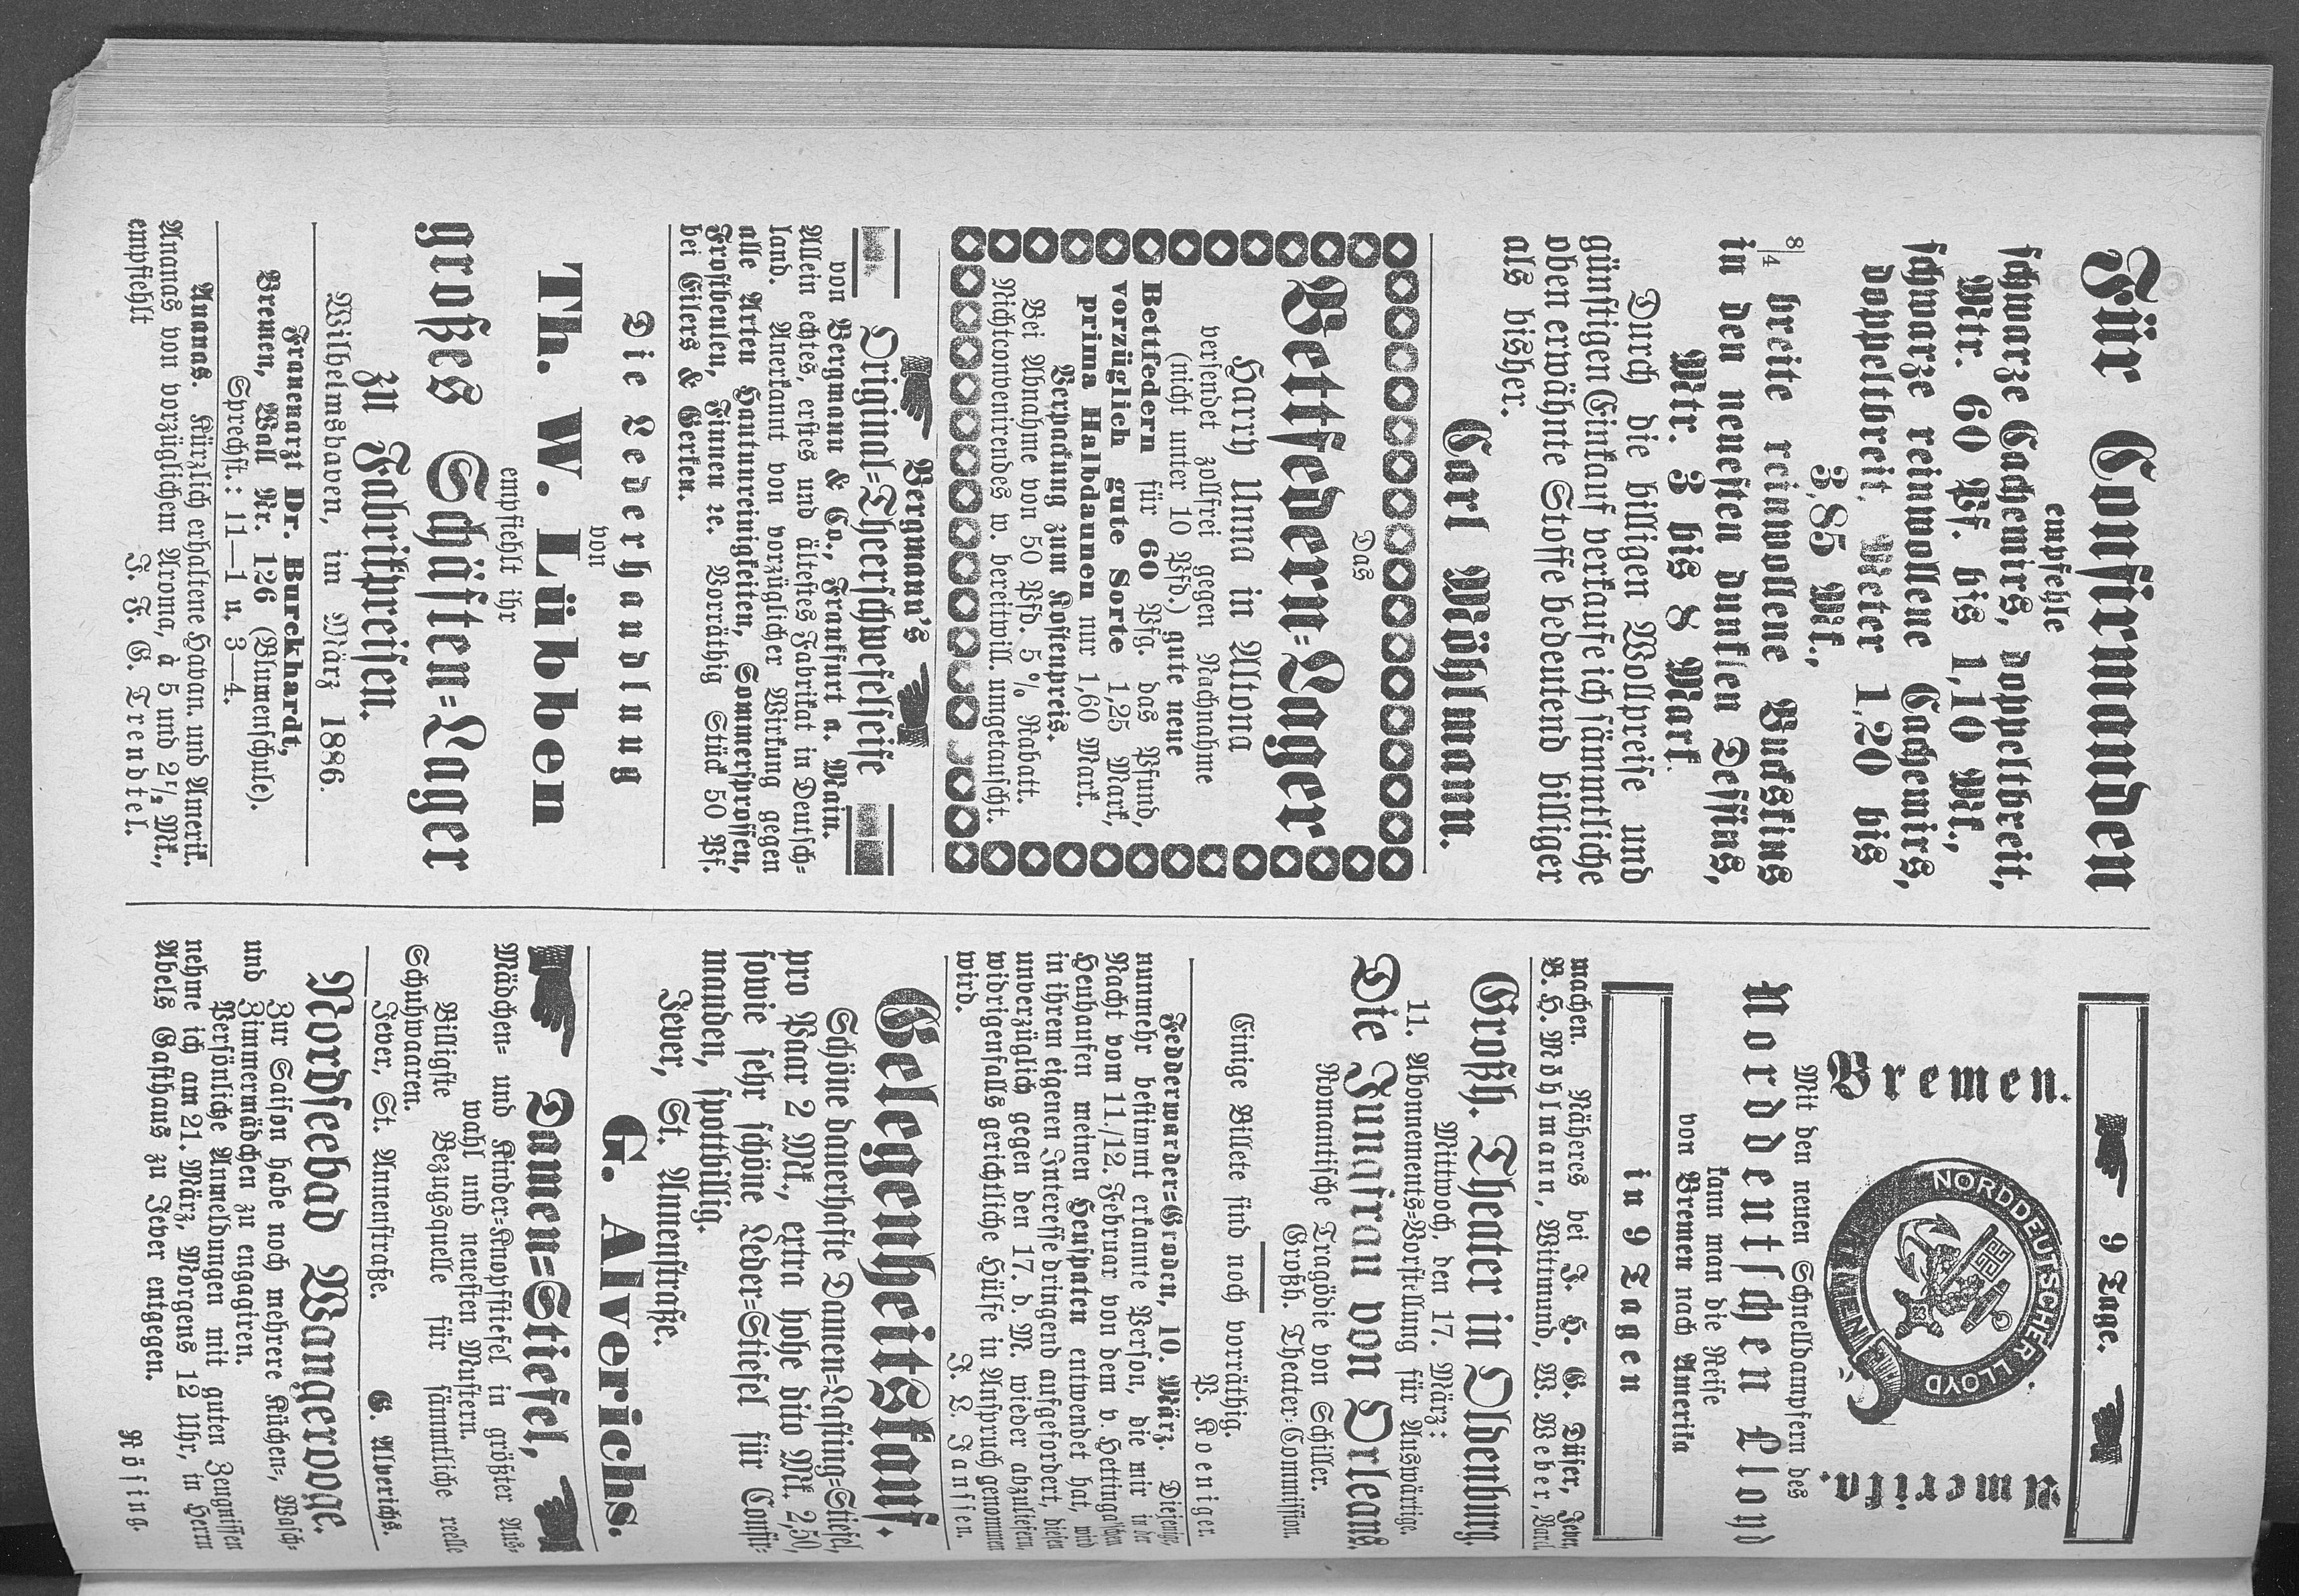 Für Confirmanden
empfehle
schwarze Cachemirs, doppeltbreit,
Mtr. 60 Pf. bis 1,10 Mk.,
schwarze reinwollene Cachemirs,
doppeltbreit, Meter 1,20 bis
3,85 Mk.,
8/4 breite reinwollene Buckskins
in den neuesten dunklen Dessins,
Mtr. 3 bis 8 Mark.
Durch die billigen Wollpreise und
günstigen Einkauf verkaufe ich sämmtliche
oben erwähnte Stoffe bedeutend billiger
als bisher.
Carl Möhlmann.
Das
Bettfedern=Lager
Harry Unna in Altona
versendet zollfrei gegen Nachnahme
(nicht unter 10 Pfd.) gute neue
Bettfedern für 60 Pfg. das Pfund,
vorzüglich gute Sorte 1,25 Mark,
prima Halbdaunen nur 1,60 Mark.
Verpackung zum Kostenpreis.
Bei Abnahme von 50 Pfd. 5 % Rabatt.
Nichtconvenirendes w. bereitwill. umgetauscht.
Bergmann's
Original=Theerschwefelseife
von Bergmann & Co., Frankfurt a. Main.
Allein echtes, erstes und ältestes Fabrikat in Deutsch=
land. Anerkannt von vorzüglicher Wirkung gegen
alle Arten Hautunreinigkeiten, Sommersprossen,
Frostbeulen, Finnen ec. Vorräthig Stück 50 Pf.
bei Eilers & Gerken.
Die Lederhandlung
von
Th. W. Lübben
empfiehlt ihr
großes Schäften=Lager
zu Fabrikpreisen.
Wilhelmshaven, im März 1886.
Frauenarzt Dr. Burckhardt,
Bremen, Wall Nr. 126 (Blumenschule).
Sprechst.: 11—1 u. 3—4.
Ananas. Kürzlich erhaltene Havan. und Amerik.
Ananas von vorzüglichem Aroma, à 5 und 2½ Mk.,
empfiehlt
J. F. G. Trendtel.
9 Tage.
Bremen.
Amerika.
NORDDEUTSCHER LLOYD
IN BREMEN
Mit den neuen Schnelldampfern des
Norddeutschen Lloyd
kann man die Reise
von Bremen nach Amerika
in 9 Tagen
machen. Näheres bei J. H. G. Düser, Jever,
B. H. Möhlmann, Wittmund, W. Weber, Varel
Großh. Theater in Oldenburg.
Mittwoch, den 17. März:
11. Abonnements=Vorstellung für Auswärtige.
Die Jungfrau von Orleans.
Romantische Tragödie von Schiller.
Großh. Theater=Commission.
Einige Billete sind noch vorräthig.
P. Koeniger.
Fedderwarder=Groden, 10. März. Diejenige,
nunmehr bestimmt erkannte Person, die mir in der
Nacht vom 11./12. Februar von dem v. Hettinga'schen
Heuhaufen meinen Heuspaten entwendet hat, wird
in ihrem eigenen Interesse dringend aufgefordert, diesen
unverzüglich gegen den 17. d. M. wieder abzuliefern,
widrigenfalls gerichtliche Hülfe in Anspruch genommen
wird.
J. L. Janssen.
Gelegenheitskauf.
Schöne dauerhafte Damen=Lasting=Stiefel,
pro Paar 2 Mk., extra hohe dito Mk. 2,50,
sowie sehr schöne Leder=Stiefel für Confir=
manden, spottbillig.
Jever, St. Annenstraße.
G. Alverichs.
Damen=Stiefel,
Mädchen= und Kinder=Knopfstiefel in größter Aus=
wahl und neuesten Mustern.
Billigste Bezugsquelle für sämmtliche reelle
Schuhwaaren.
Jever, St. Annenstraße. G. Alverichs.
Nordseebad Wangerooge.
Zur Saison habe noch mehrere Küchen=, Wasch=
und Zimmermädchen zu engagiren.
Persönliche Anmeldungen mit guten Zeugnissen
nehme ich am 21. März, Morgens 12 Uhr, in Herrn
Abels Gasthaus zu Jever entgegen.
Rösing.